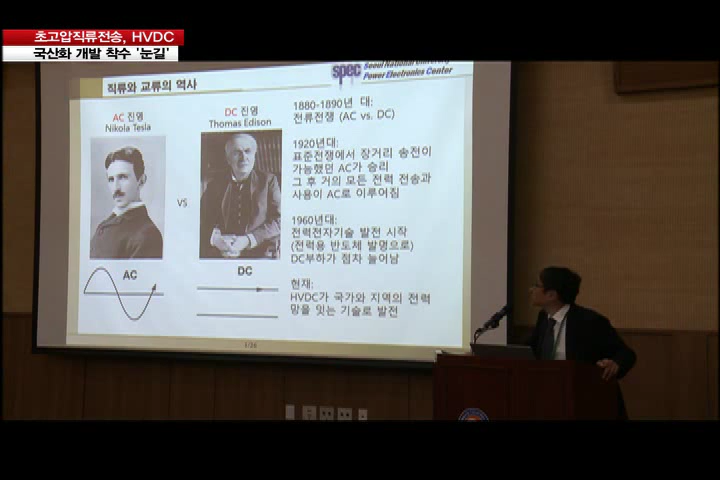 초고압직류전송, HVDC
국산화 개발 착수 '눈길'
직류와 교류의 역사
spec
Seoul National University
Power Electronics Center
AC 진영
Nikola Tesla
VS
DC 진영
Thomas Edison
AC
DC
1880-1890년 대:
전류전쟁 (AC vs. DC)
1920년대:
표준전쟁에서 장거리 송전이
가능했던 AC가 승리
그 후 거의 모든 전력 전송과
사용이 AC로 이루어짐
1960년대:
전력전자기술 발전 시작
(전력용 반도체 발명으로)
DC부하가 점차 늘어남
현재:
HVDC가 국가와 지역의 전력
망을 잇는 기술로 발전